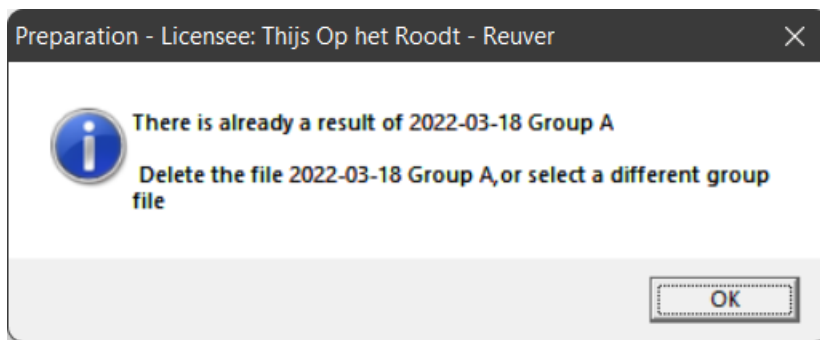 Preparation - Licensee: Thijs Op het Roodt - Reuver
There is already a result of 2022-03-18 Group A
Delete the file 2022-03-18 Group A,or select a different group
file
OK